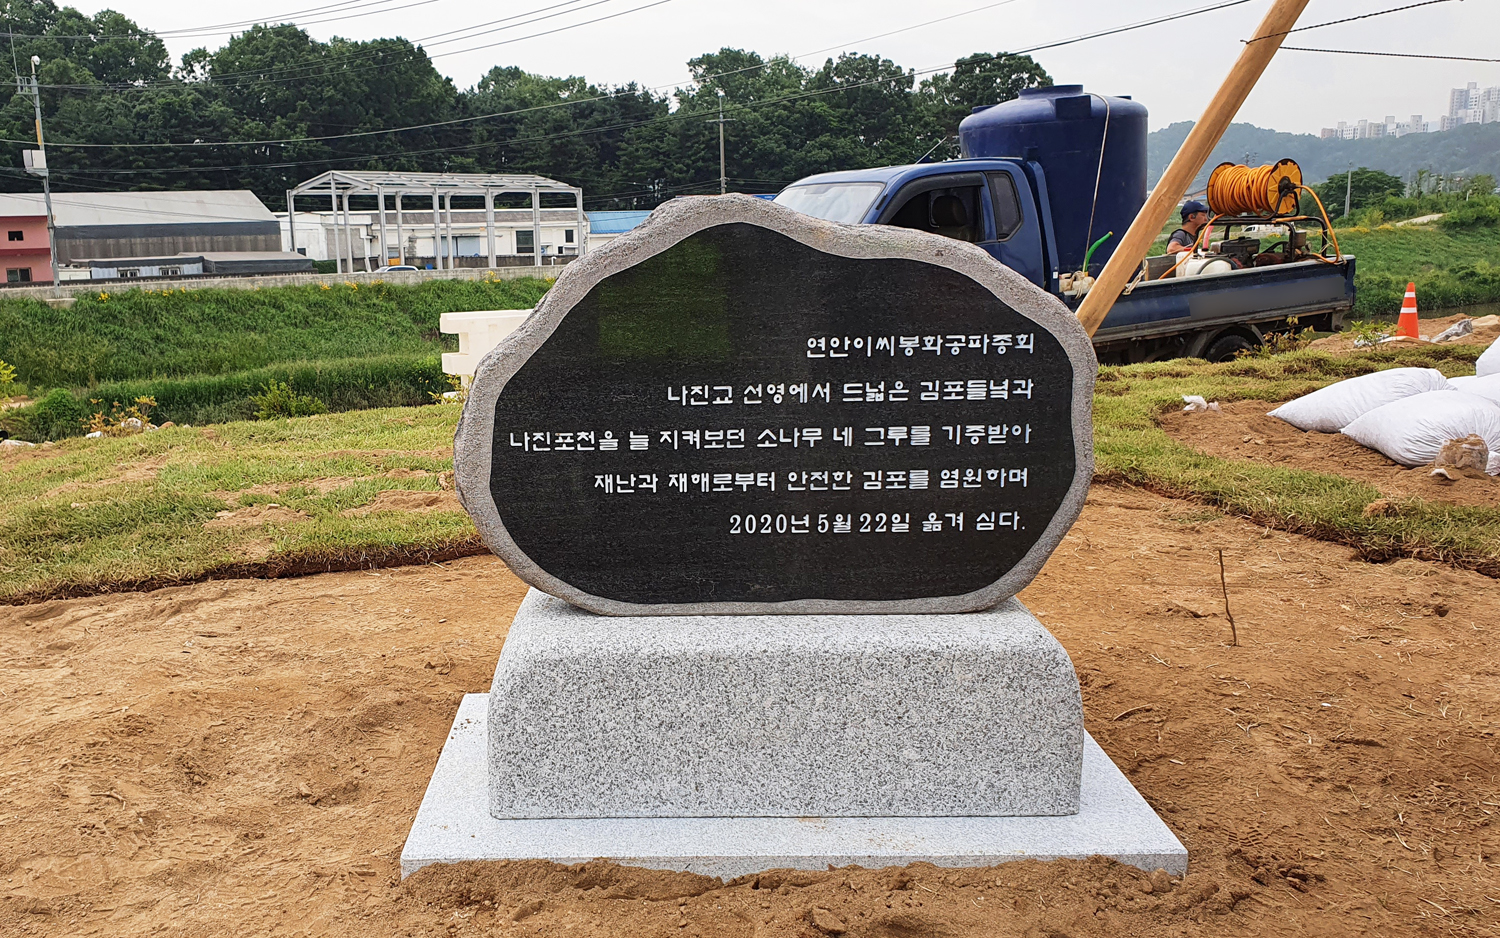 연안이씨봉화공파종회
나진교 선영에서 드넓은 김포들녘과
나진포천을 늘 지켜보던 소나무 네 그루를 기증받아
재난과 재해로부터 안전한 김포를 염원하며
2020년 5월 22일 옮겨 심다.